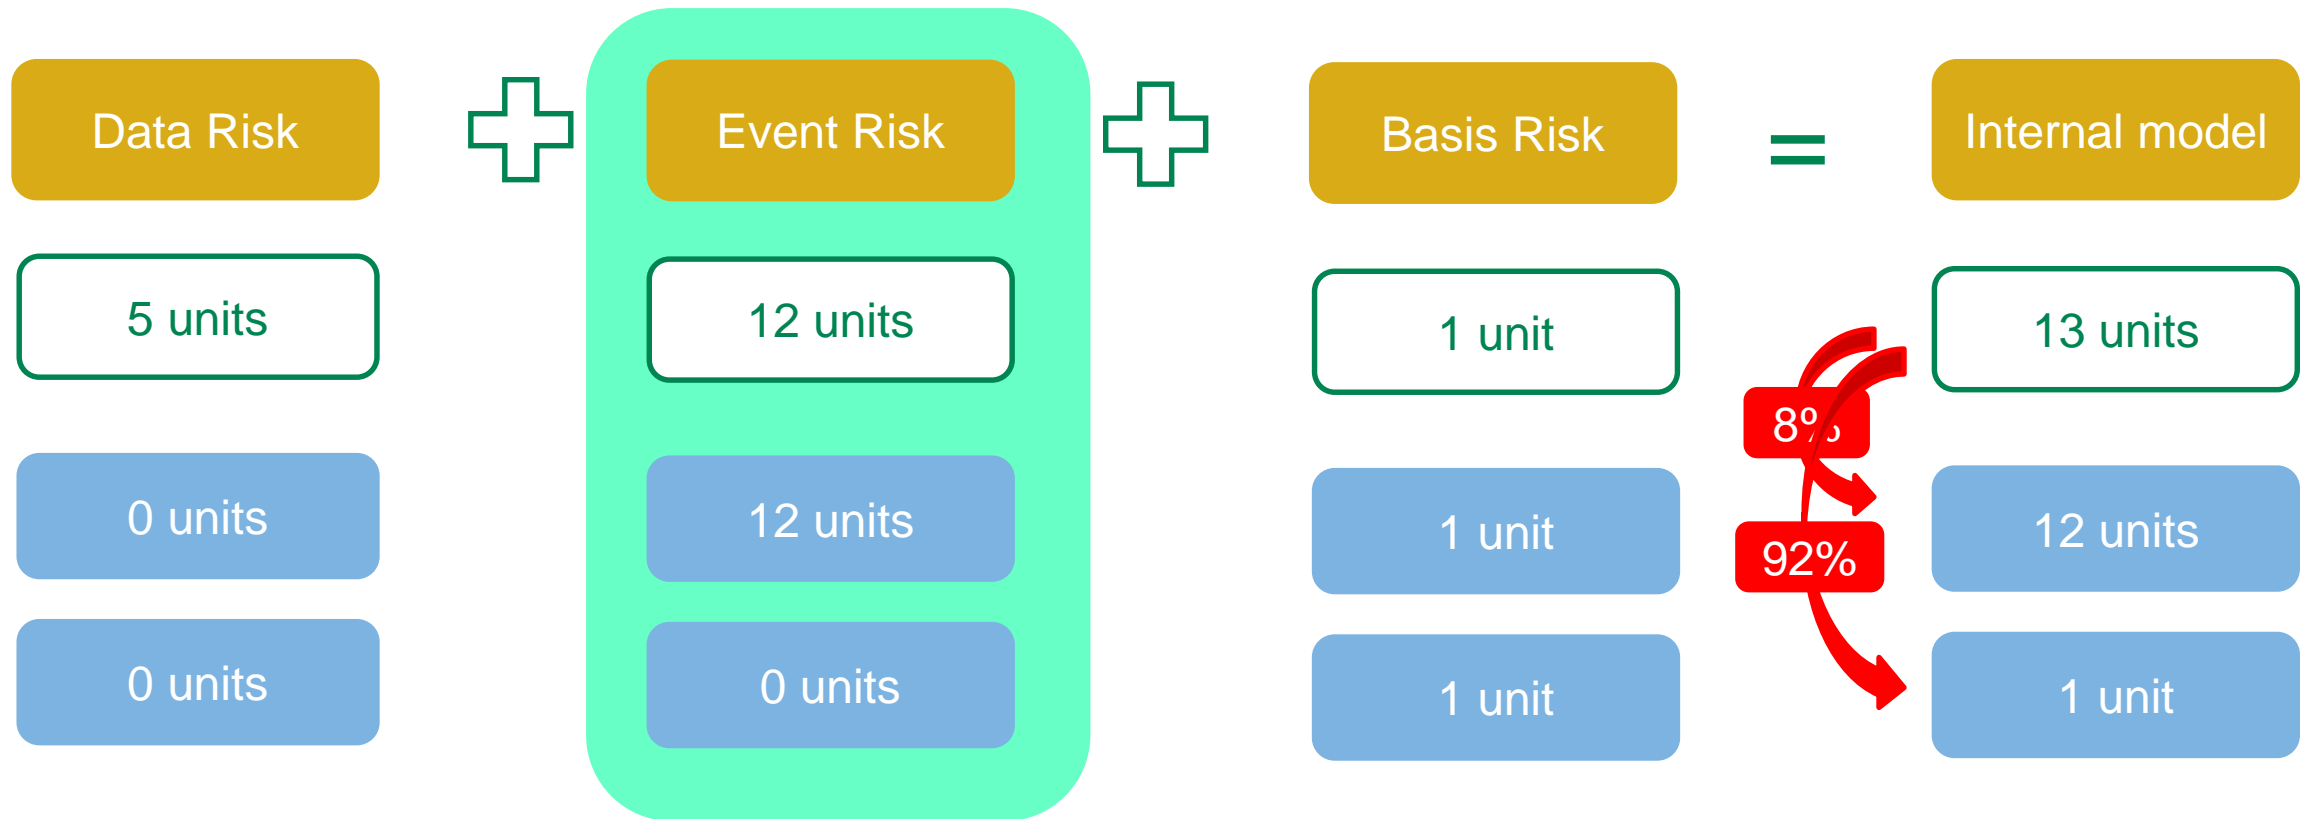 Data Risk
Event Risk
Basis Risk
=
Internal model
5 units
12 units
1 unit
13 units
8%
0 units
12 units
1 unit
12 units
92%
0 units
0 units
1 unit
1 unit